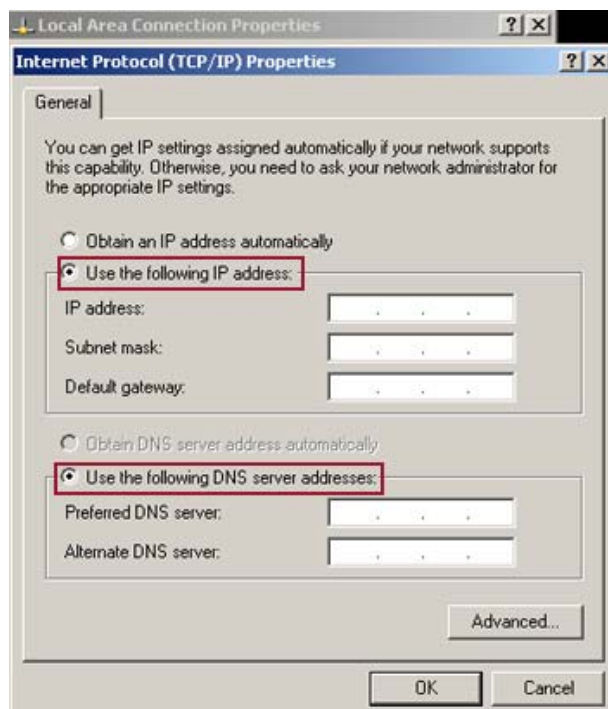 Local Area Connection Properties
Internet Protocol (TCP/IP) Properties
General
You can get IP settings assigned automatically if your network supports
this capability. Otherwise, you need to ask your network administrator for
the appropriate IP settings.
Obtain an IP address automatically
Use the following IP address:
IP address:
Subnet mask:
Default gateway:
Obtain DNS server address automatically
Use the following DNS server addresses:
Preferred DNS server:
Alternate DNS server:
Advanced...
OK Cancel